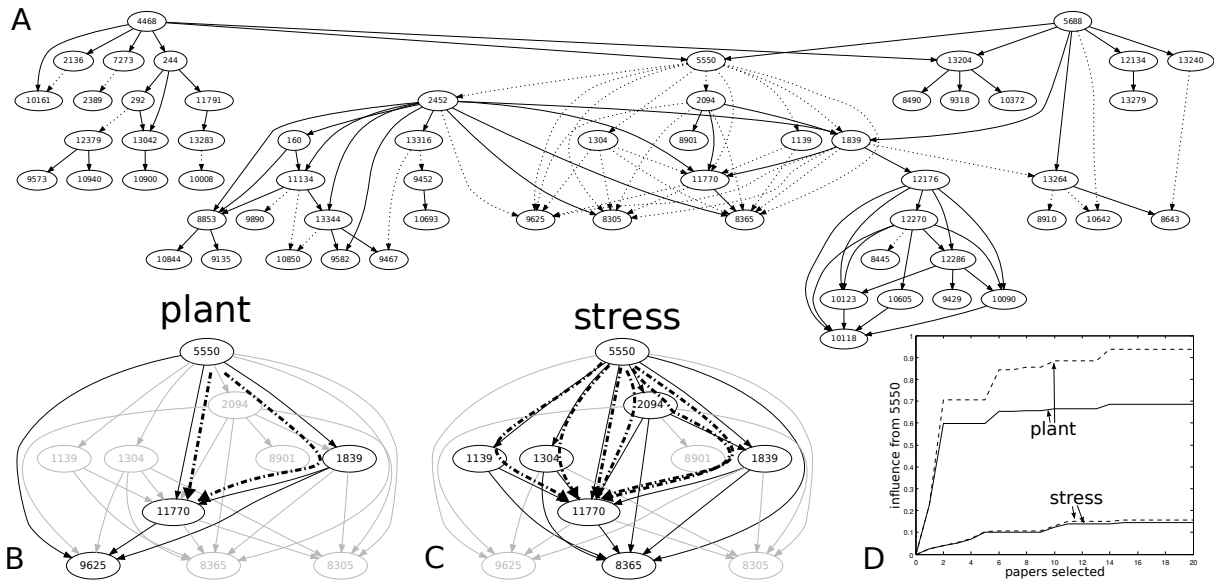 A
4468 5688
2136 7273 244 5550 13204 12134 13240
10161 2389 292 11791 2452 2094 8490 9318 10372 13279
12379 13042 13283 160 13316 1304 8901 1139 1839
9573 10940 10900 10008 11134 9452 11770 12176 13264
8853 9890 13344 10693 9625 8305 8365 12270 8910 10642 8643
10844 9135 10850 9582 9467 8445 12286
10123 10605 9429 10090
10118
plant
5550
2094
1139 1304 8901 1839
11770
9625 8365 8305
B
stress
5550
2094
1139 1304 8901 1839
11770
9625 8365 8305
C
1
0.9
0.8
0.7
0.6
0.5
0.4
0.3
0.2
0.1
0
influence from 5550
plant
stress
0 2 4 6 8 10 12 14 16 18 20
papers selected
D